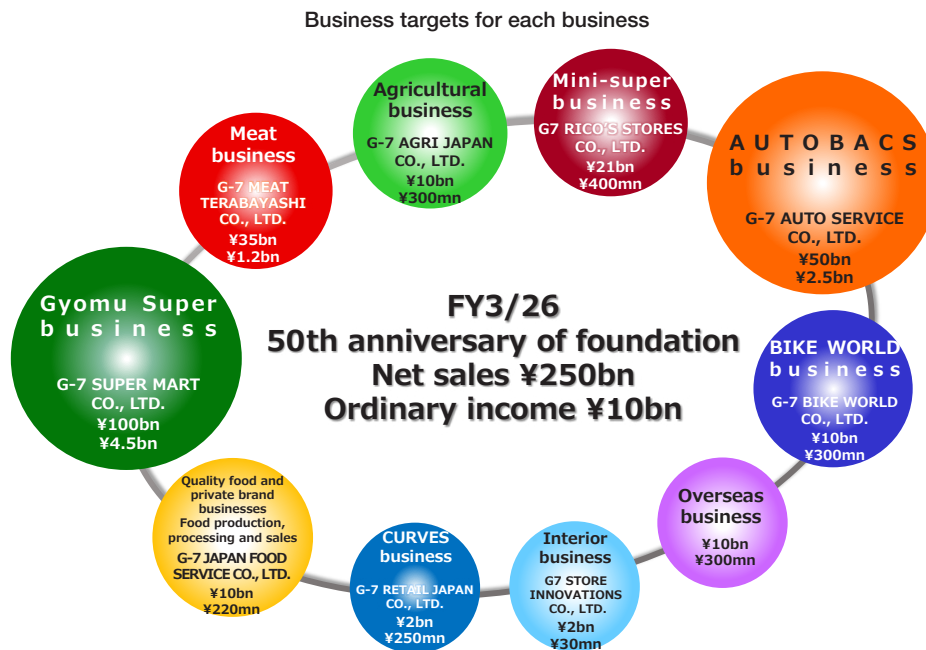 Business targets for each business
Mini-super
business
G7 RICO'S STORES
CO., LTD.
¥21bn
¥400mn
Agricultural
business
G-7 AGRI JAPAN
CO., LTD.
¥10bn
¥300mn
Meat
business
G-7 MEAT
TERABAYASHI
CO., LTD.
¥35bn
¥1.2bn
AUTOBACS
business
G-7 AUTO SERVICE
CO., LTD.
¥50bn
¥2.5bn
Gyomu Super
business
G-7 SUPER MART
CO., LTD.
¥100bn
¥4.5bn
FY3/26
50th anniversary of foundation
Net sales ¥250bn
Ordinary income ¥10bn
BIKE WORLD
business
G-7 BIKE WORLD
CO., LTD.
¥10bn
¥300mn
Quality food and
private brand
businesses
Food production,
processing and sales
G-7 JAPAN FOOD
SERVICE CO., LTD.
¥10bn
¥220mn
CURVES
business
G-7 RETAIL JAPAN
CO., LTD.
¥2bn
¥250mn
Interior
business
G7 STORE
INNOVATIONS
CO., LTD.
¥2bn
¥30mn
Overseas
business
¥10bn
¥300mn